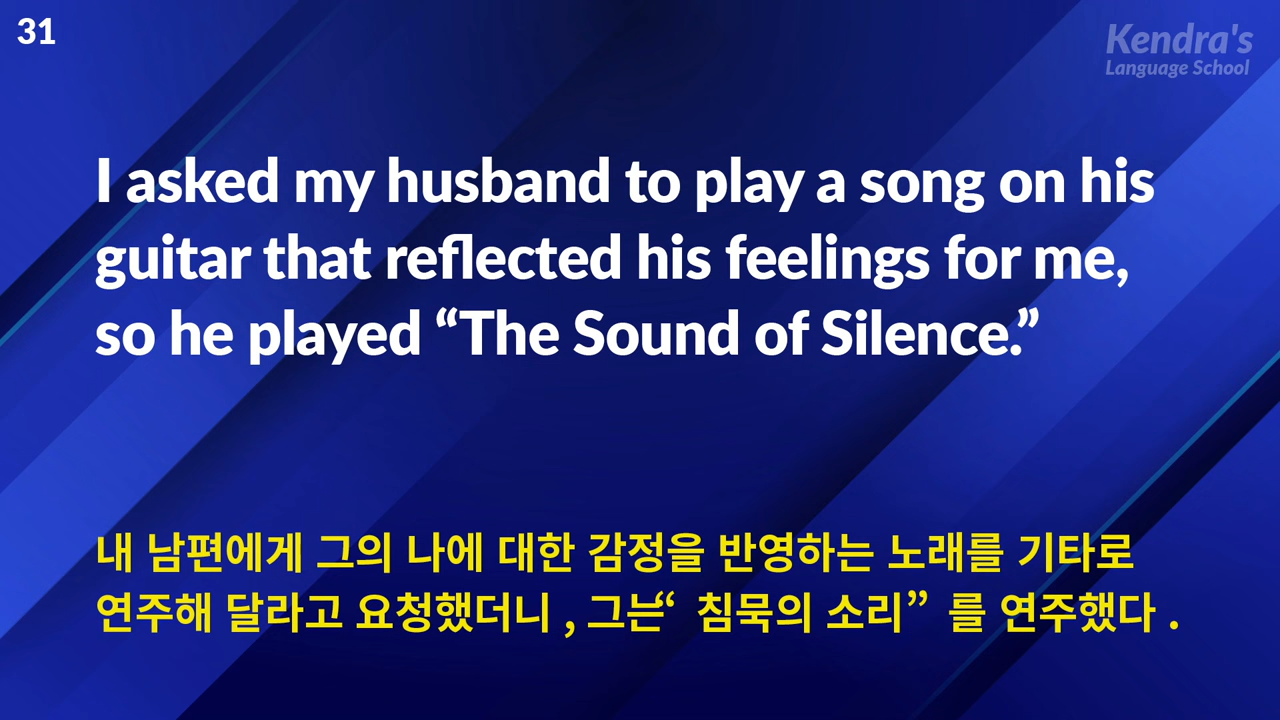 31
Kendra's
Language School
I asked my husband to play a song on his
guitar that reflected his feelings for me,
so he played “The Sound of Silence.”
내 남편에게 그의 나에 대한 감정을 반영하는 노래를 기타로
연주해 달라고 요청했더니 , 그는“ 침묵의 소리” 를 연주했다 .